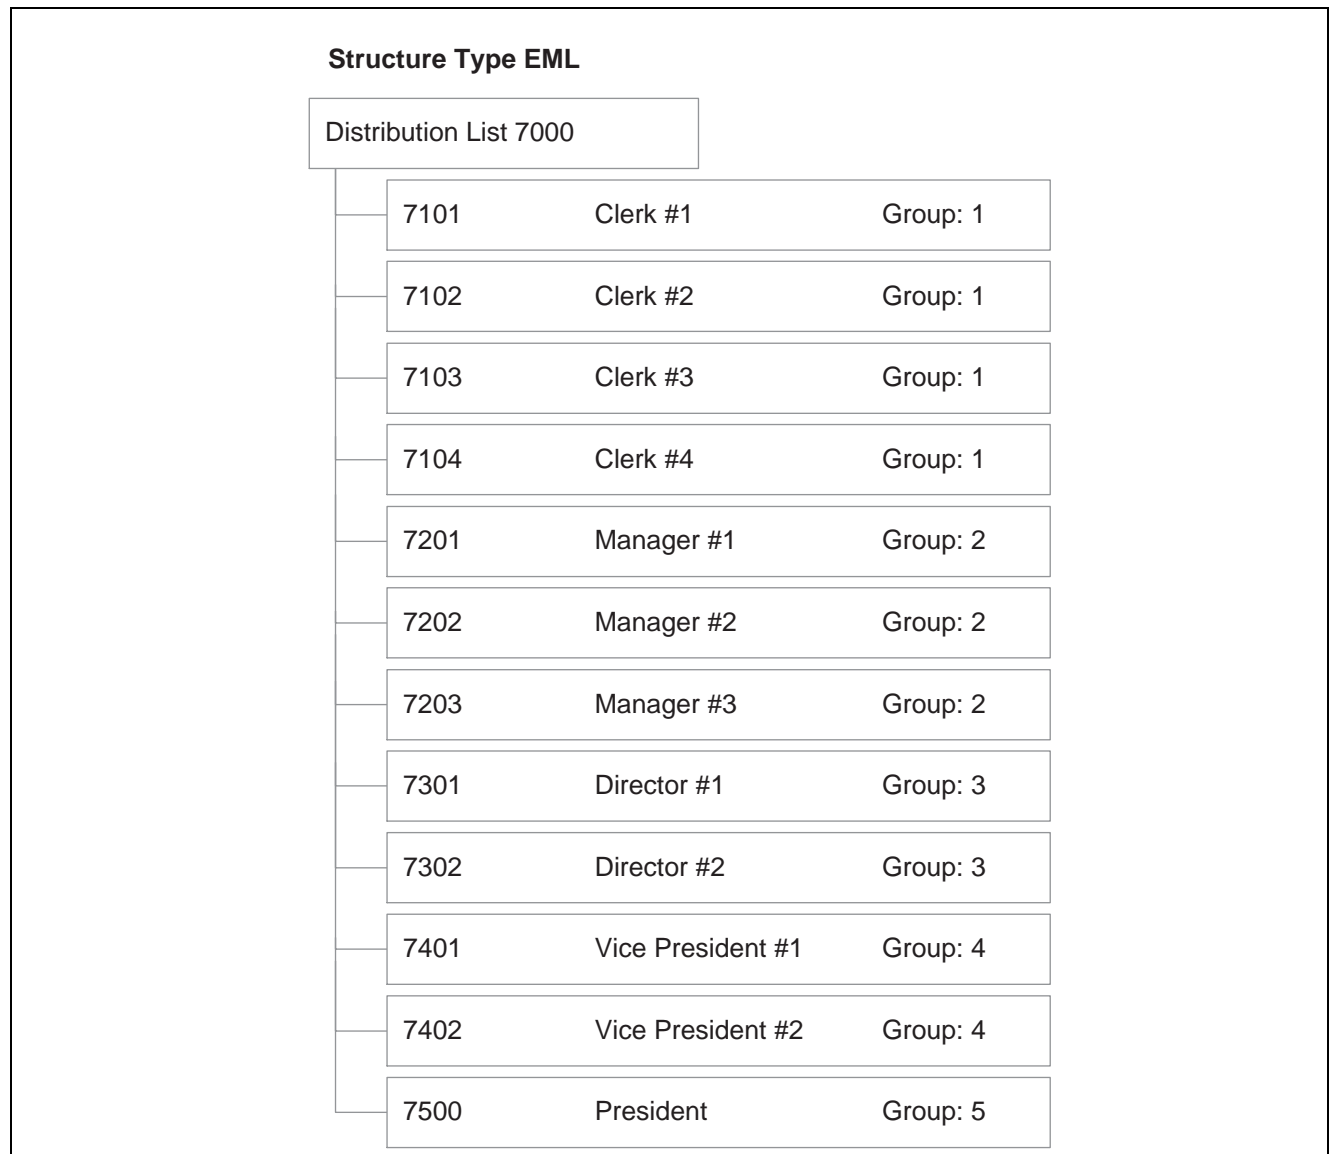 Structure Type EML
Distribution List 7000
7101 Clerk #1 Group: 1
7102 Clerk #2 Group: 1
7103 Clerk #3 Group: 1
7104 Clerk #4 Group: 1
7201 Manager #1 Group: 2
7202 Manager #2 Group: 2
7203 Manager #3 Group: 2
7301 Director #1 Group: 3
7302 Director #2 Group: 3
7401 Vice President #1 Group: 4
7402 Vice President #2 Group: 4
7500 President Group: 5